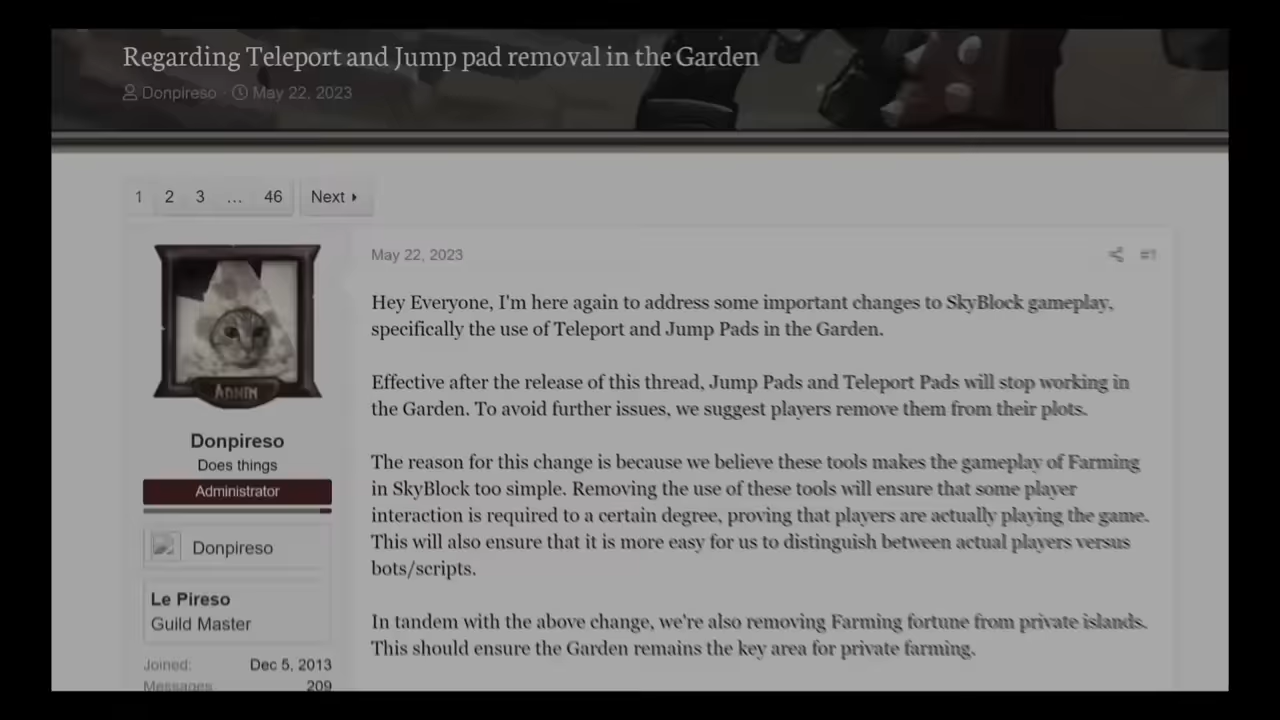 Regarding Teleport and Jump pad removal in the Garden
Donpireso · May 22, 2023
1 2 3 ... 46 Next
May 22, 2023 #1
ADMIN
Donpireso
Does things
Administrator
Donpireso
Le Pireso
Guild Master
Joined: Dec 5, 2013
Messages 209
Hey Everyone, I'm here again to address some important changes to SkyBlock gameplay,
specifically the use of Teleport and Jump Pads in the Garden.
Effective after the release of this thread, Jump Pads and Teleport Pads will stop working in
the Garden. To avoid further issues, we suggest players remove them from their plots.
The reason for this change is because we believe these tools makes the gameplay of Farming
in SkyBlock too simple. Removing the use of these tools will ensure that some player
interaction is required to a certain degree, proving that players are actually playing the game.
This will also ensure that it is more easy for us to distinguish between actual players versus
bots/scripts.
In tandem with the above change, we're also removing Farming fortune from private islands.
This should ensure the Garden remains the key area for private farming.